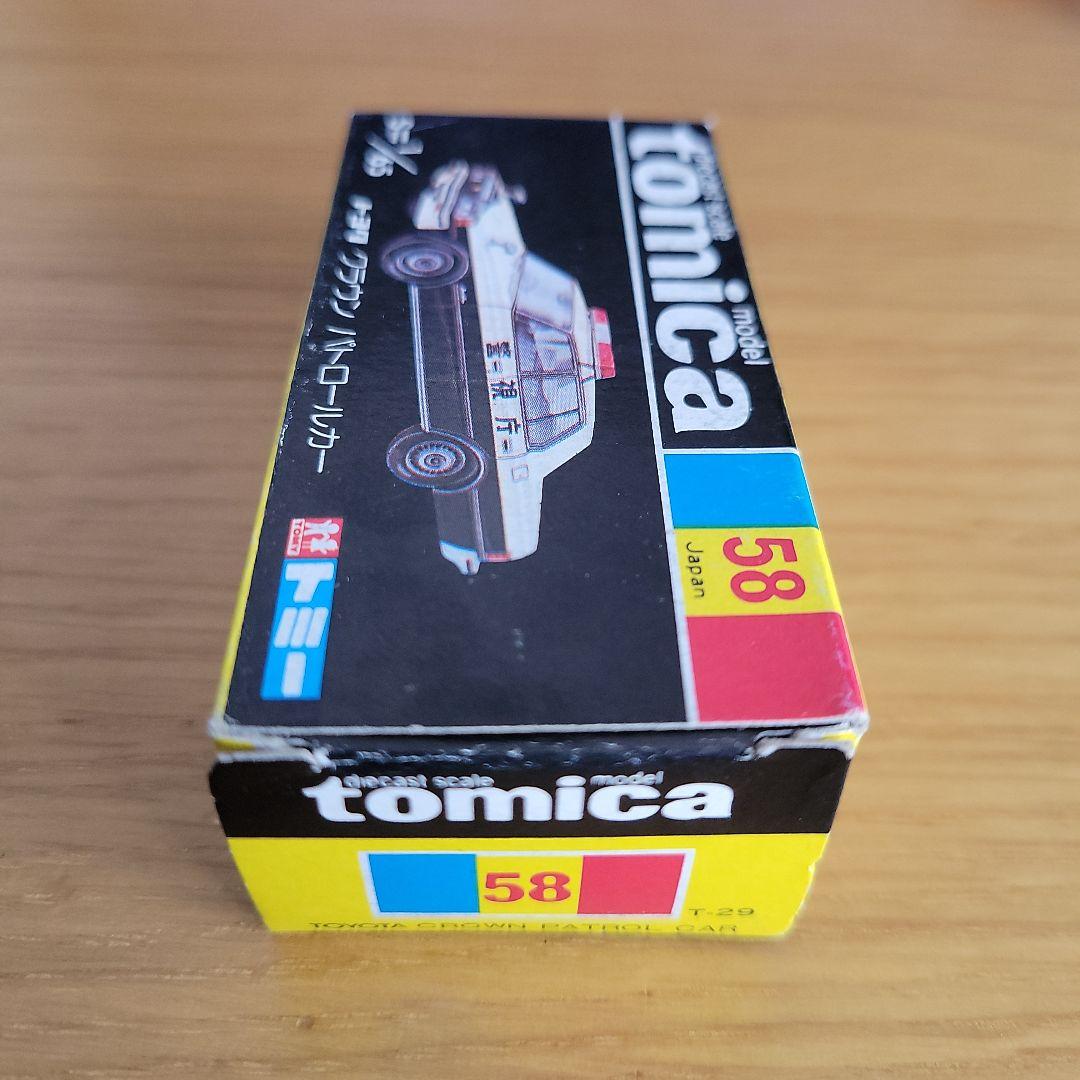 diecast scale model
tomica
58
Japan
S=1/65
トヨタ クラウン パトロールカー
警視庁
TOMY
トミー
diecast scale model
tomica
58
T-29
TOYOTA CROWN PATROL CAR